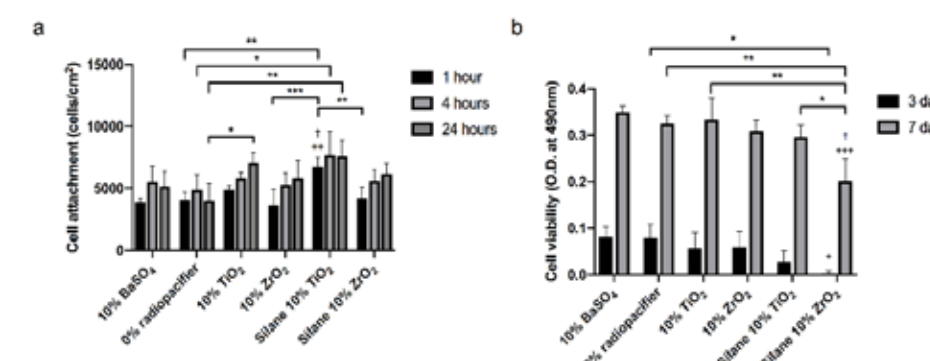 a
Cell attachment (cells/cm²)
15000
10000
5000
0
**
*
**
***
**
*
†
**
1 hour
4 hours
24 hours
10% BaSO₄
0% radiopacifier
10% TiO₂
10% ZrO₂
Silane 10% TiO₂
Silane 10% ZrO₂
b
Cell viability (O.D. at 490nm)
0.4
0.3
0.2
0.1
0.0
*
**
**
*
†
***
*
3 da
7 da
10% BaSO₄
% radiopacifier
10% TiO₂
10% ZrO₂
Silane 10% TiO₂
Silane 10% ZrO₂